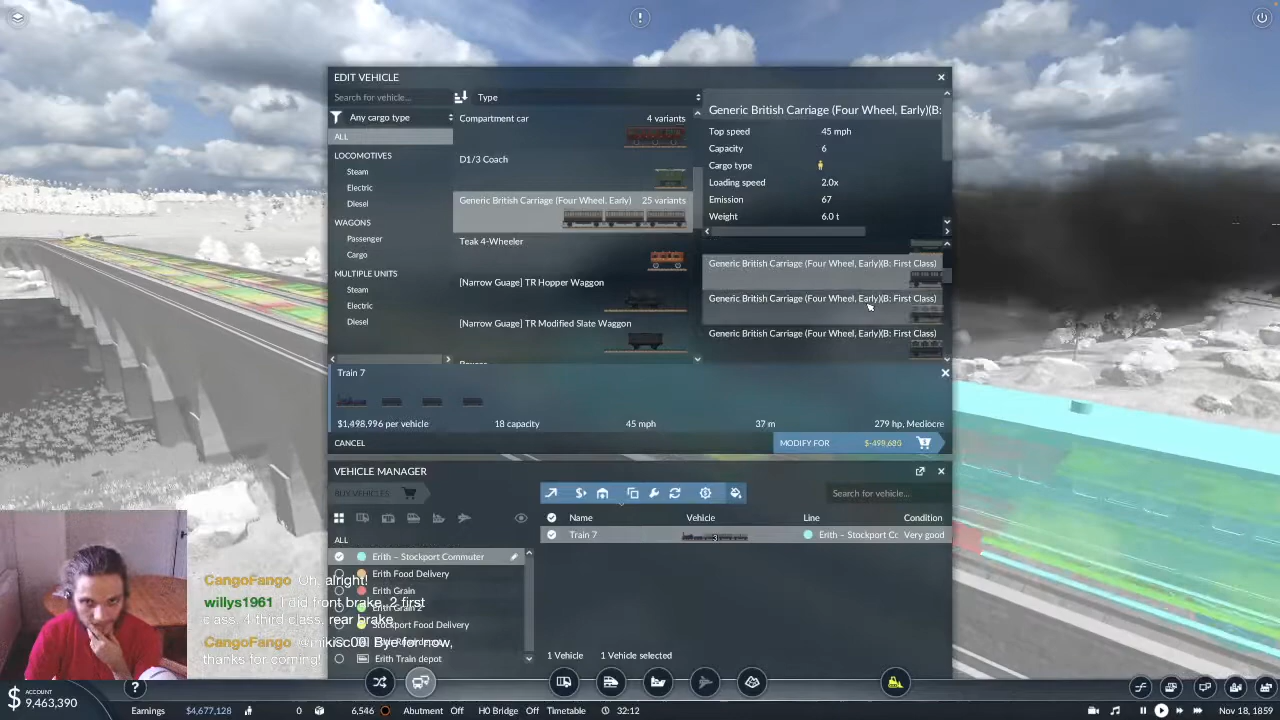 EDIT VEHICLE
Search for vehicle...
Type
Any cargo type
ALL
LOCOMOTIVES
Steam
Electric
Diesel
WAGONS
Passenger
Cargo
MULTIPLE UNITS
Steam
Electric
Diesel
Compartment car 4 variants
D1/3 Coach
Generic British Carriage (Four Wheel, Early) 25 variants
Teak 4-Wheeler
[Narrow Guage] TR Hopper Waggon
[Narrow Guage] TR Modified Slate Waggon
Generic British Carriage (Four Wheel, Early)(B:
Top speed 45 mph
Capacity 6
Cargo type
Loading speed 2.0x
Emission 67
Weight 6.0 t
Generic British Carriage (Four Wheel, Early)(B: First Class)
Generic British Carriage (Four Wheel, Early)(B: First Class)
Generic British Carriage (Four Wheel, Early)(B: First Class)
Train 7
$1,498,996 per vehicle 18 capacity 45 mph 37 m 279 hp, Mediocre
CANCEL
MODIFY FOR
VEHICLE MANAGER
BUY VEHICLES
Search for vehicle...
Name Vehicle Line Condition
Train 7 3 Erith – Stockport Cc Very good
ALL
Erith – Stockport Commuter
Erith Food Delivery
Erith Grain
Erith Grain
Stockport Food Delivery
Erith Train depot
1 Vehicle 1 Vehicle selected
CangoFango Oh, alright!
willys1961 I did front brake, 2 first
class, 4 third class, rear brake
CangoFango Bye for now,
thanks for coming!
ACCOUNT
$ 9,463,390
?
Earnings $4,677,128 0 6,546 Abutment Off H0 Bridge Off Timetable 32:12 Nov 18, 1859